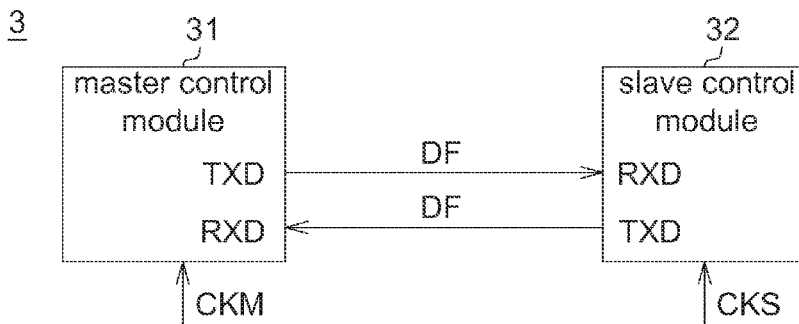 3
31
32
master control
module
slave control
module
TXD
DF
RXD
RXD
DF
TXD
CKM
CKS